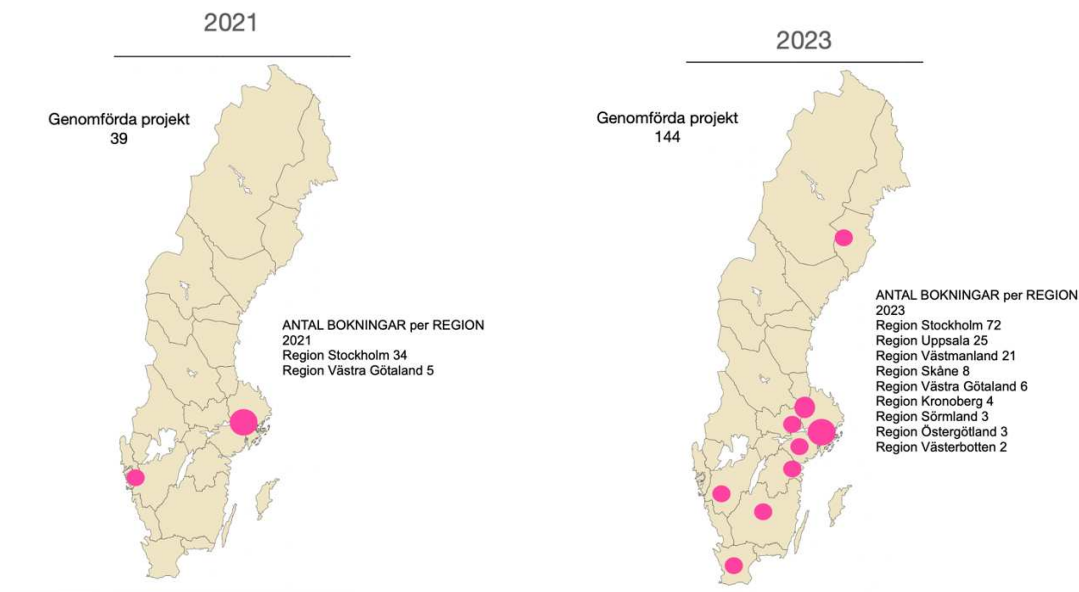 2021
Genomförda projekt
39
ANTAL BOKNINGAR per REGION
2021
Region Stockholm 34
Region Västra Götaland 5
2023
Genomförda projekt
144
ANTAL BOKNINGAR per REGION
2023
Region Stockholm 72
Region Uppsala 25
Region Västmanland 21
Region Skåne 8
Region Västra Götaland 6
Region Kronoberg 4
Region Sörmland 3
Region Östergötland 3
Region Västerbotten 2